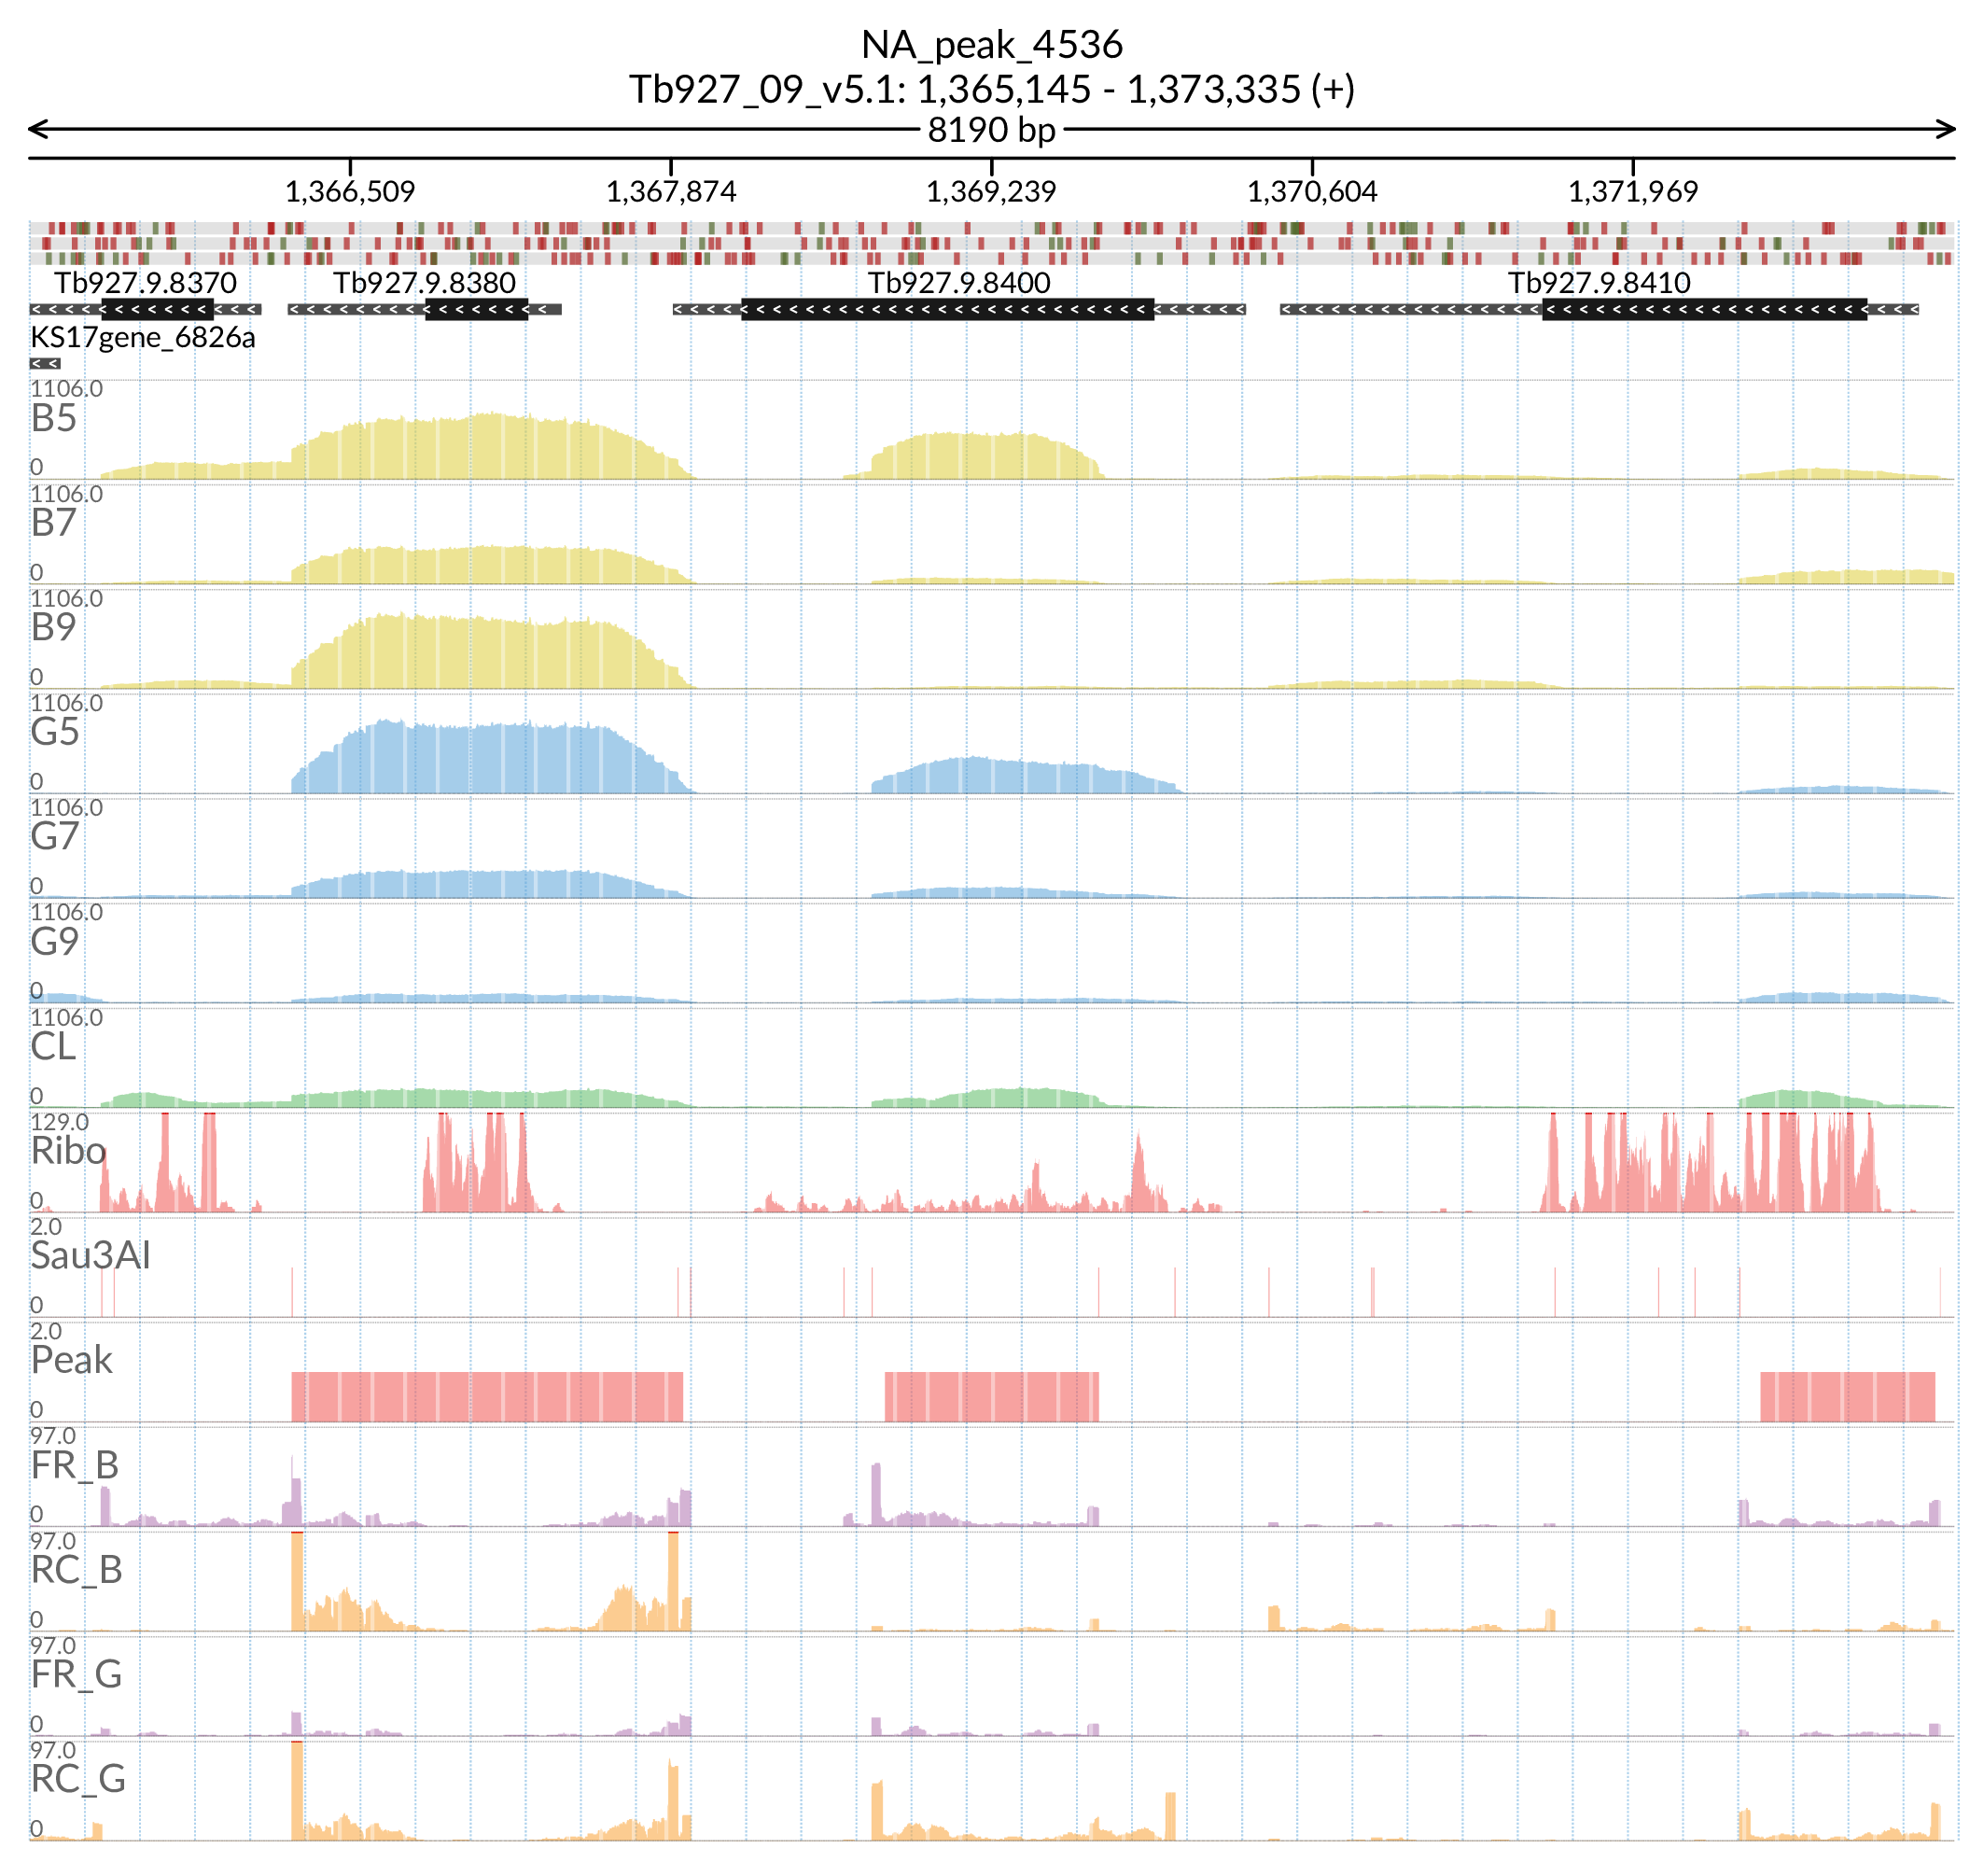 NA_peak_4536
Tb927_09_v5.1: 1,365,145 - 1,373,335 (+)
8190 bp
1,366,509 1,367,874 1,369,239 1,370,604 1,371,969
Tb927.9.8370 Tb927.9.8380 Tb927.9.8400 Tb927.9.8410
KS17gene_6826a
1106.0
B5
0
1106.0
B7
0
1106.0
B9
0
1106.0
G5
0
1106.0
G7
0
1106.0
G9
0
1106.0
CL
0
129.0
Ribo
0
2.0
Sau3AI
0
2.0
Peak
0
97.0
FR_B
0
97.0
RC_B
0
97.0
FR_G
0
97.0
RC_G
0